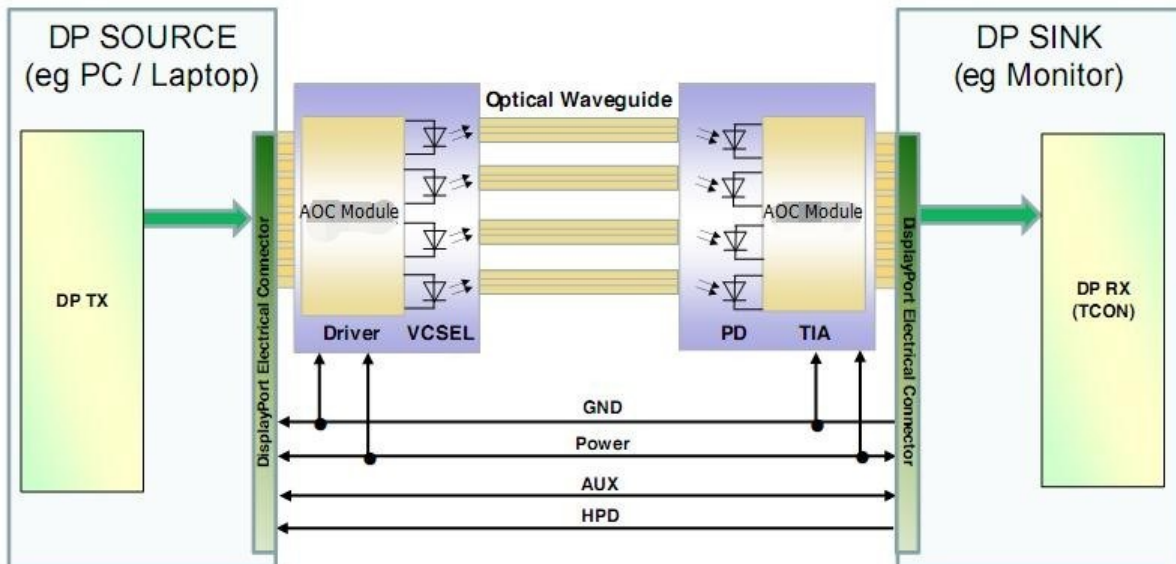 DP SOURCE
(eg PC / Laptop)
DP SINK
(eg Monitor)
Optical Waveguide
AOC Module
AOC Module
DP TX
DisplayPort Electrical Connector
DisplayPort Electrical Connector
DP RX
(TCON)
Driver VCSEL
PD TIA
GND
Power
AUX
HPD